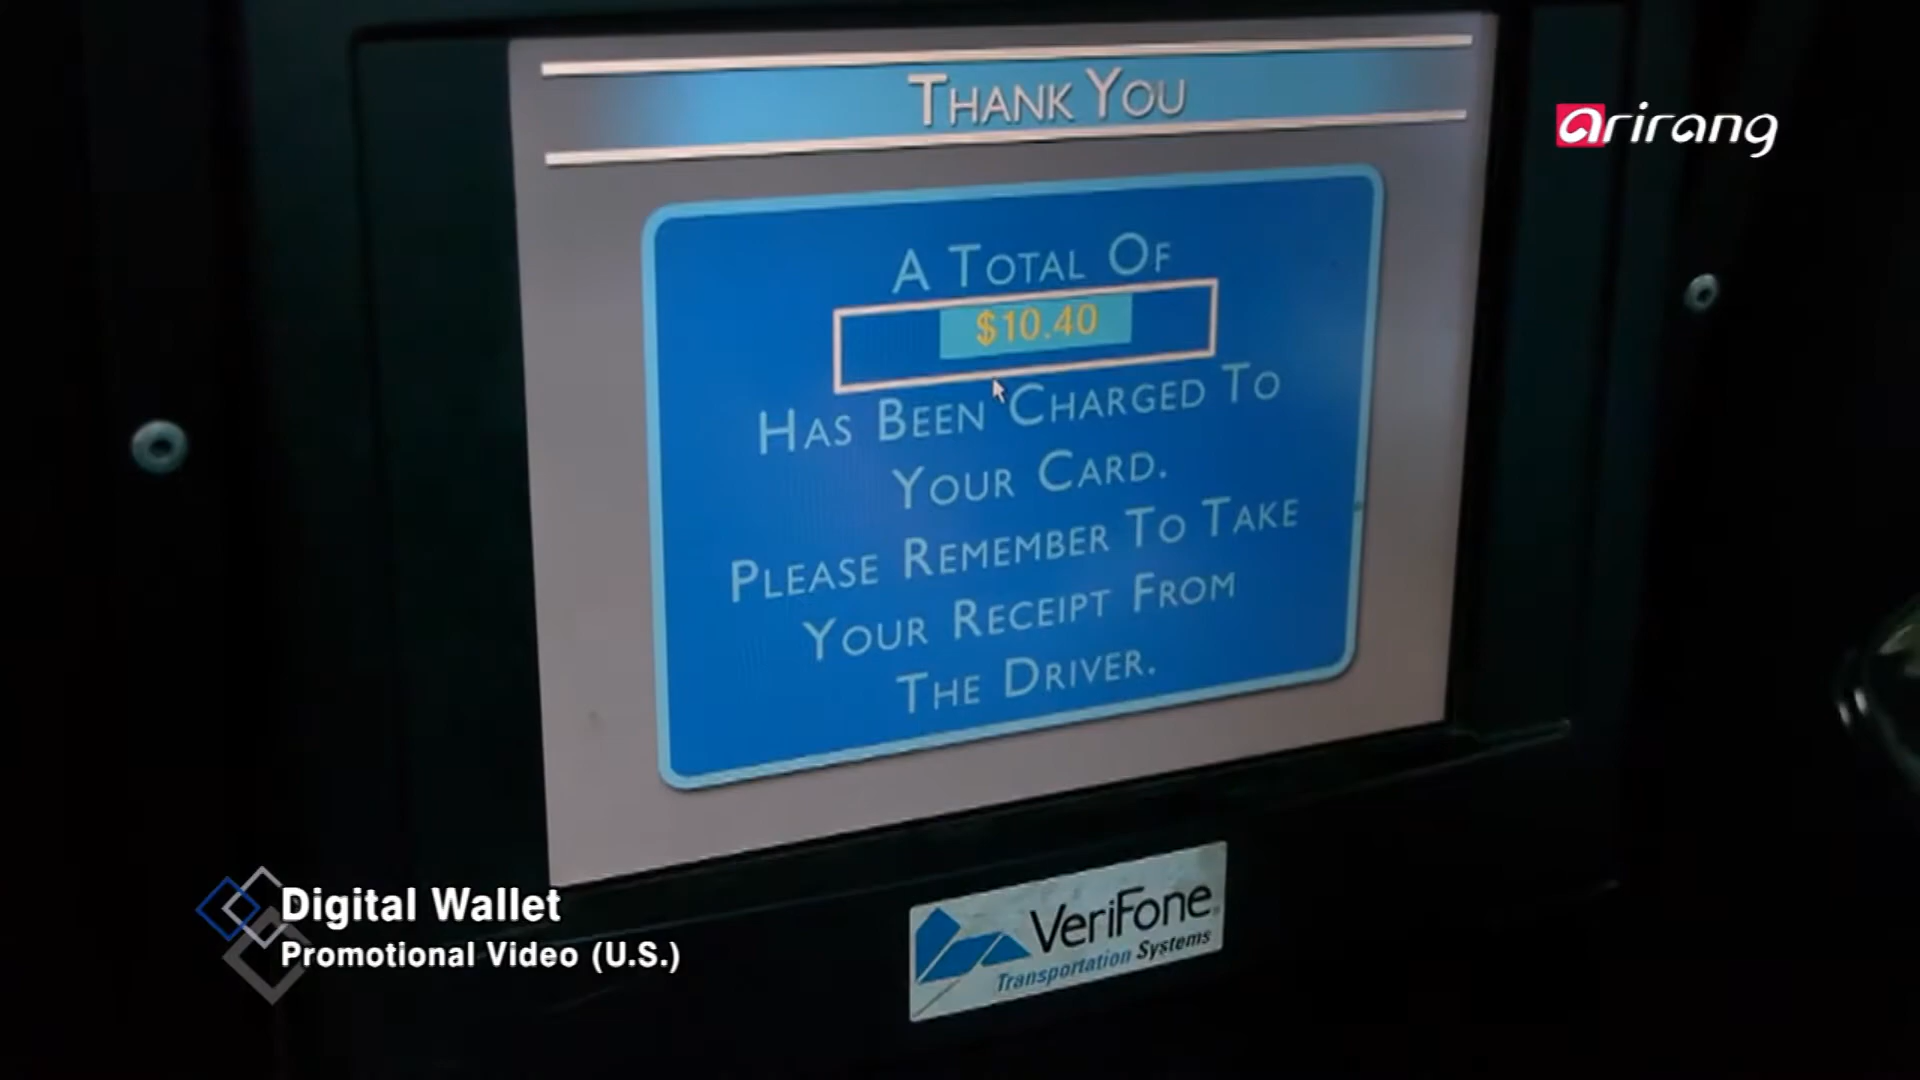 THANK YOU
arirang
A TOTAL OF
$10.40
HAS BEEN CHARGED TO
YOUR CARD.
PLEASE REMEMBER TO TAKE
YOUR RECEIPT FROM
THE DRIVER.
Digital Wallet
Promotional Video (U.S.)
VeriFone
Transportation Systems